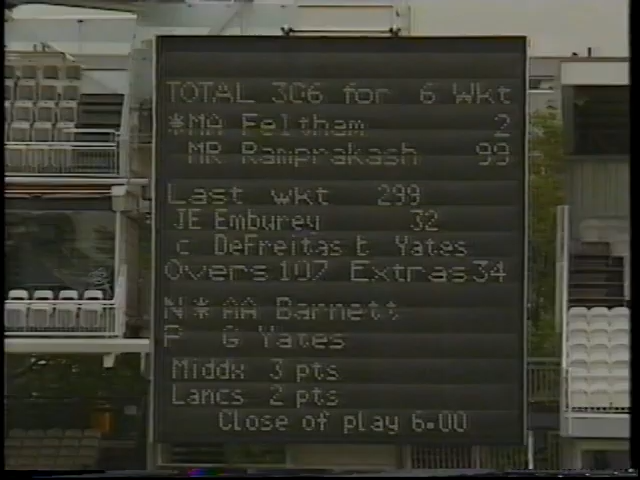 TOTAL 306 for 6 Wkt
*MA Feltham 2
MR Ramprakash 99
Last wkt 299
JE Emburey 32
c DeFreitas b Yates
Overs 107 Extras 34
N * AA Barnett
P G Yates
Middx 3 pts
Lancs 2 pts
Close of play 6.00